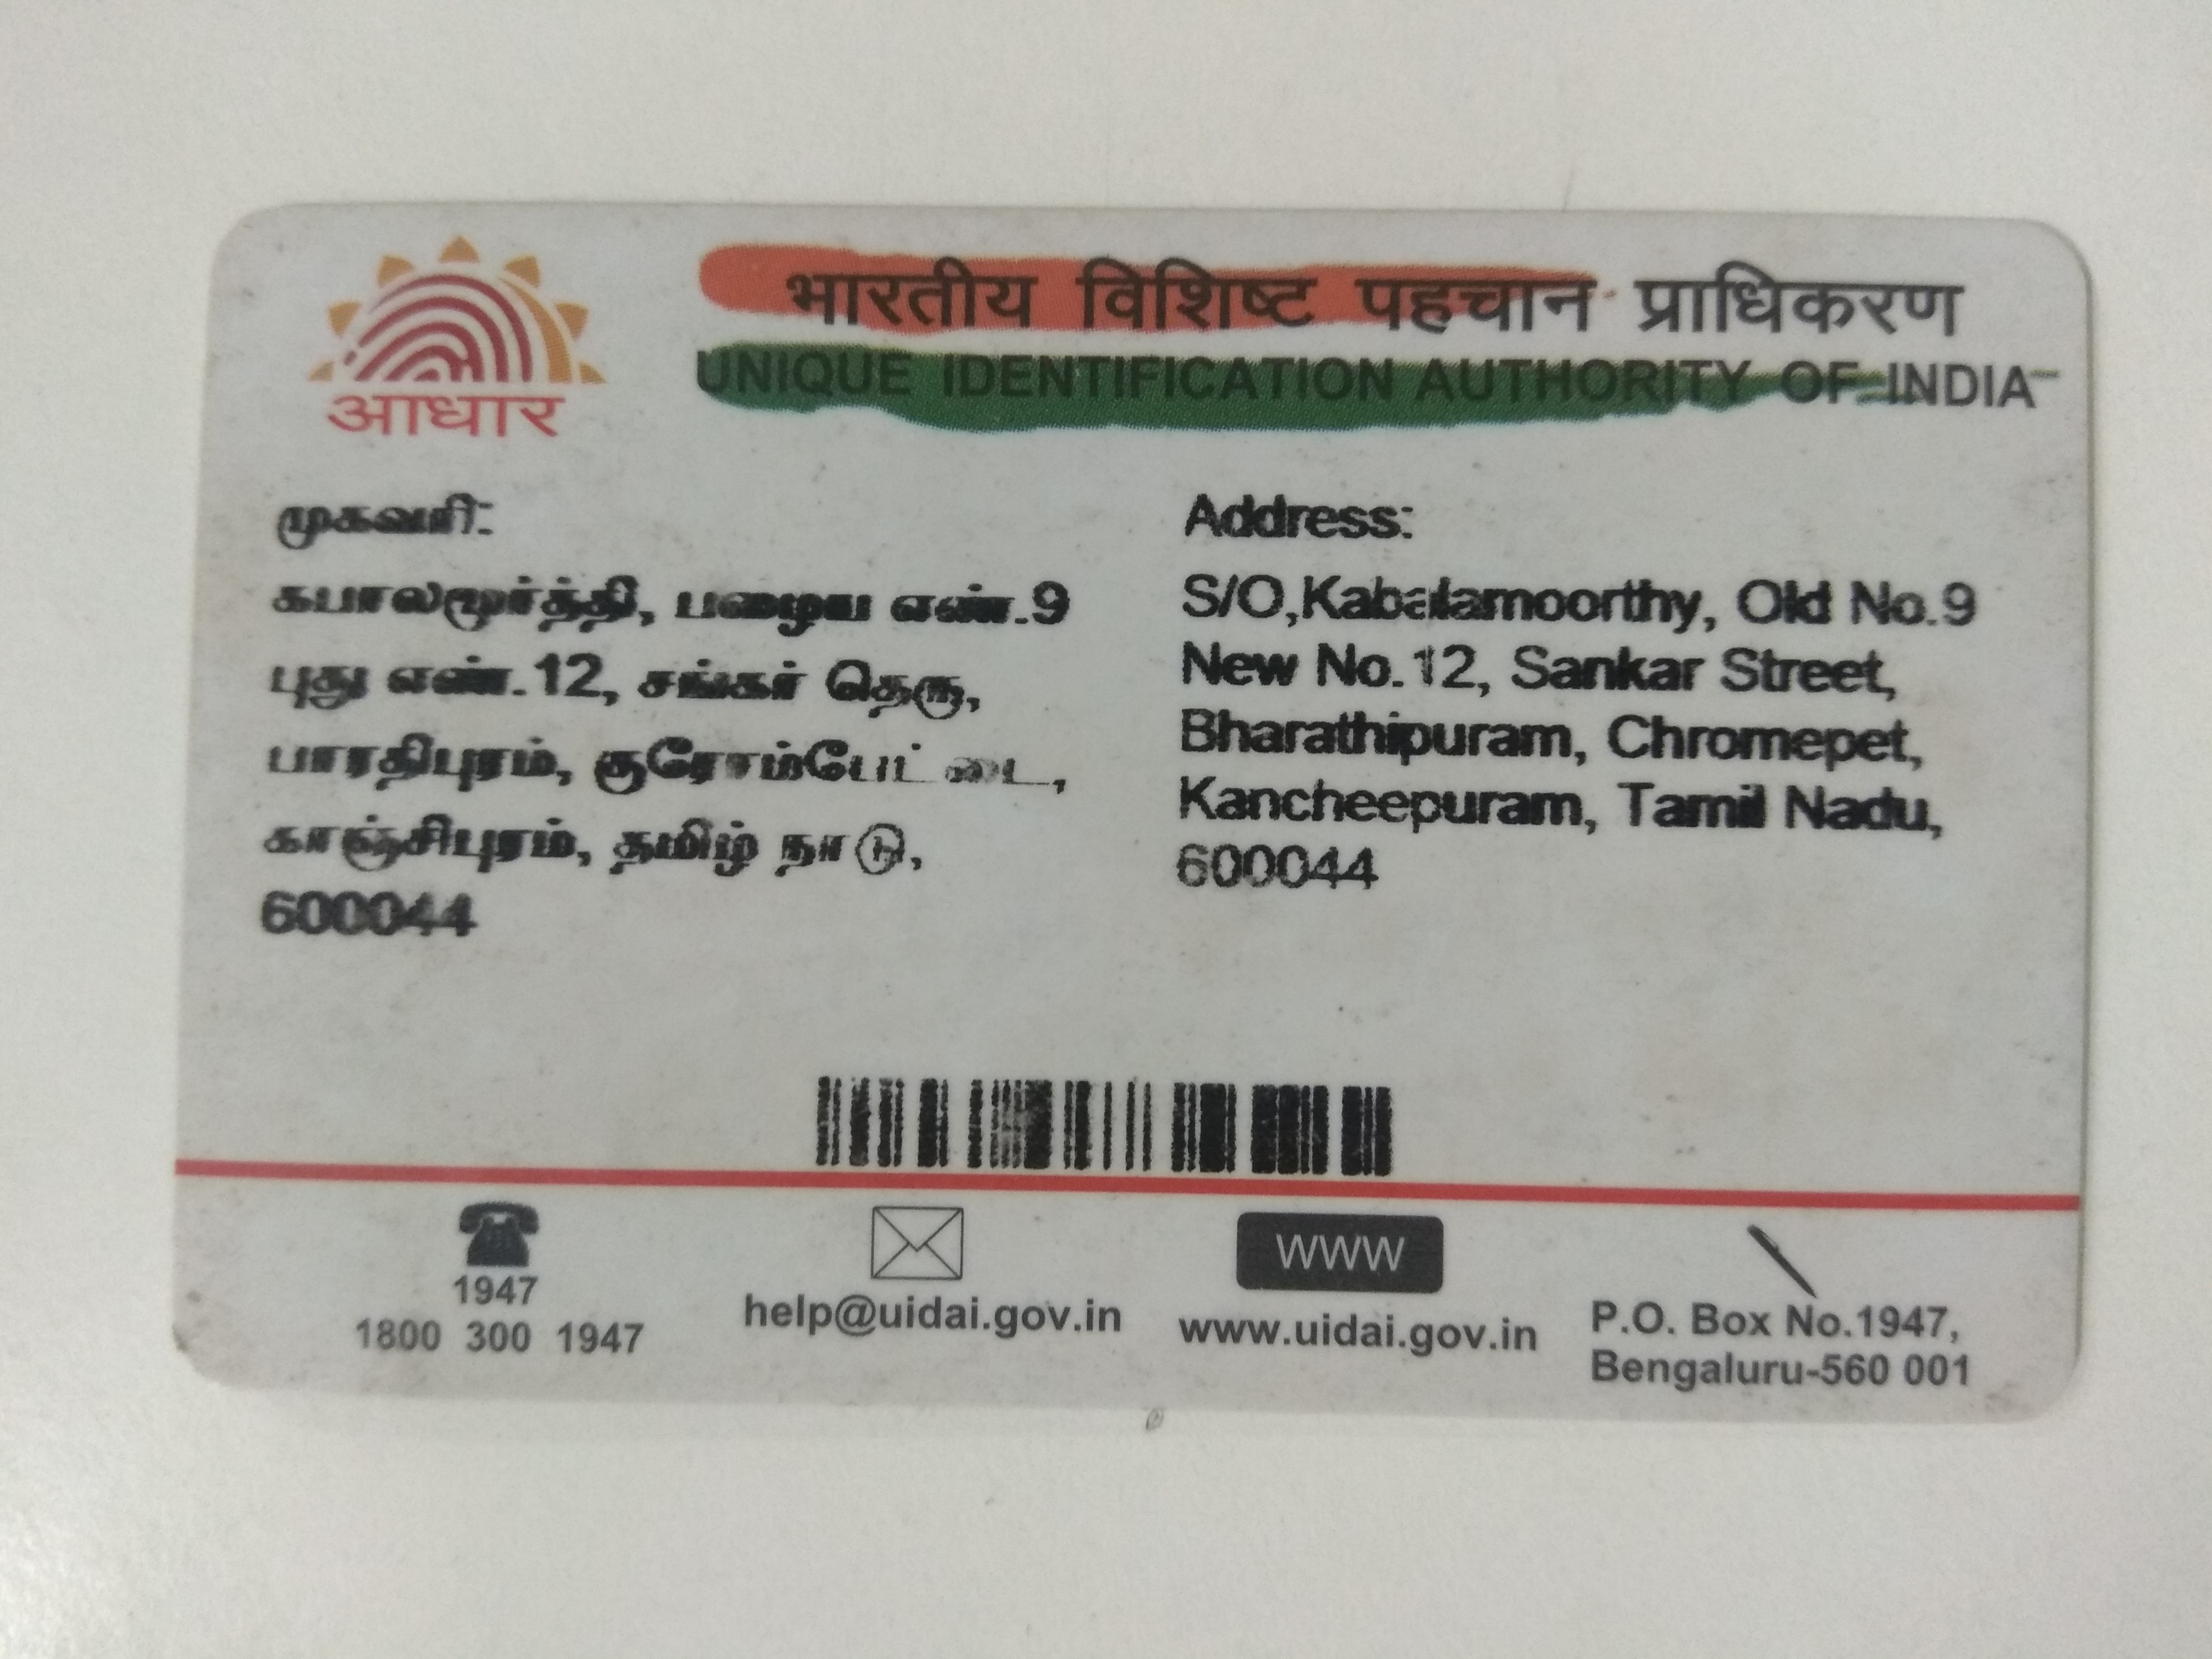 भारतीय विशिष्ट पहचान प्राधिकरण
UNIQUE IDENTIFICATION AUTHORITY OF INDIA
आधार
முகவரி:
கபாலமூர்த்தி, பழைய எண்.9
புது எண்.12, சங்கர் தெரு,
பாரதிபுரம், குரோம்பேட்டை,
காஞ்சிபுரம், தமிழ் நாடு,
600044
Address:
S/O,Kabalamoorthy, Old No.9
New No.12, Sankar Street,
Bharathipuram, Chromepet,
Kancheepuram, Tamil Nadu,
600044
1947
1800 300 1947
help@uidai.gov.in
WWW
www.uidai.gov.in
P.O. Box No.1947,
Bengaluru-560 001